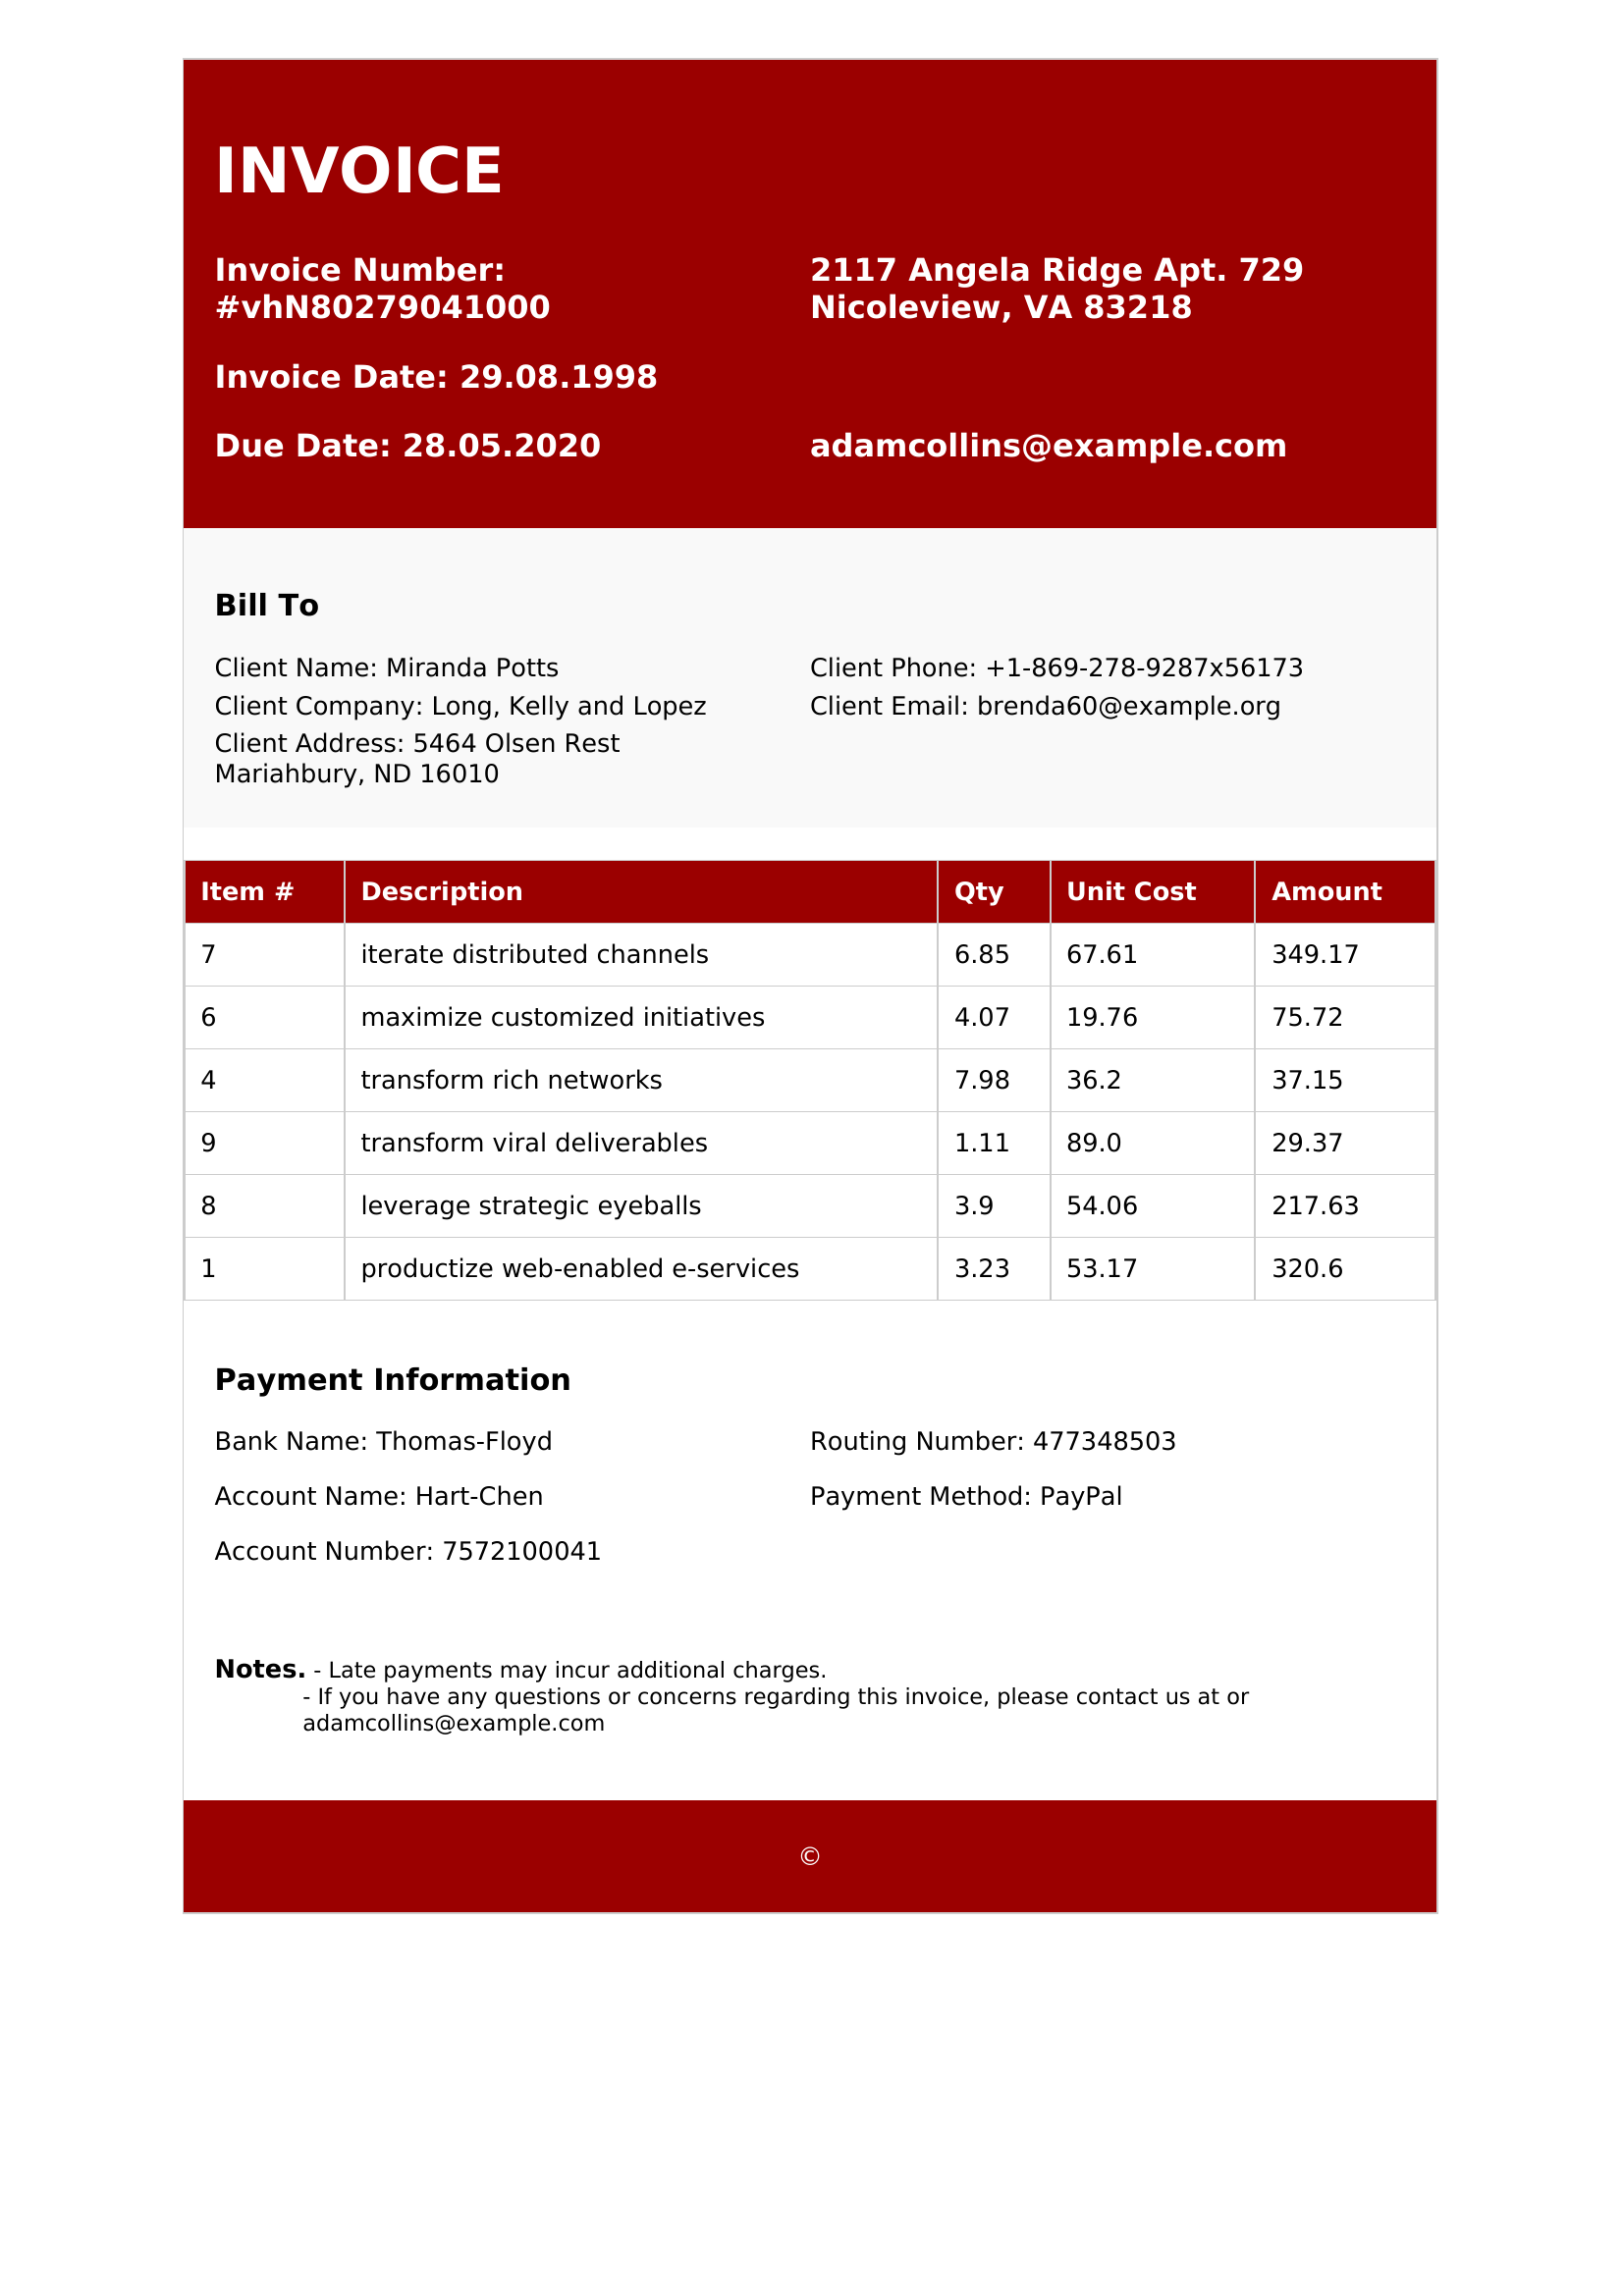 INVOICE
Invoice Number:
#vhN80279041000
2117 Angela Ridge Apt. 729
Nicoleview, VA 83218
Invoice Date: 29.08.1998
Due Date: 28.05.2020
adamcollins@example.com
Bill To
Client Name: Miranda Potts
Client Phone: +1-869-278-9287x56173
Client Company: Long, Kelly and Lopez
Client Email: brenda60@example.org
Client Address: 5464 Olsen Rest
Mariahbury, ND 16010
Item # Description Qty Unit Cost Amount
7 iterate distributed channels 6.85 67.61 349.17
6 maximize customized initiatives 4.07 19.76 75.72
4 transform rich networks 7.98 36.2 37.15
9 transform viral deliverables 1.11 89.0 29.37
8 leverage strategic eyeballs 3.9 54.06 217.63
1 productize web-enabled e-services 3.23 53.17 320.6
Payment Information
Bank Name: Thomas-Floyd
Routing Number: 477348503
Account Name: Hart-Chen
Payment Method: PayPal
Account Number: 7572100041
Notes. - Late payments may incur additional charges.
- If you have any questions or concerns regarding this invoice, please contact us at or
adamcollins@example.com
©